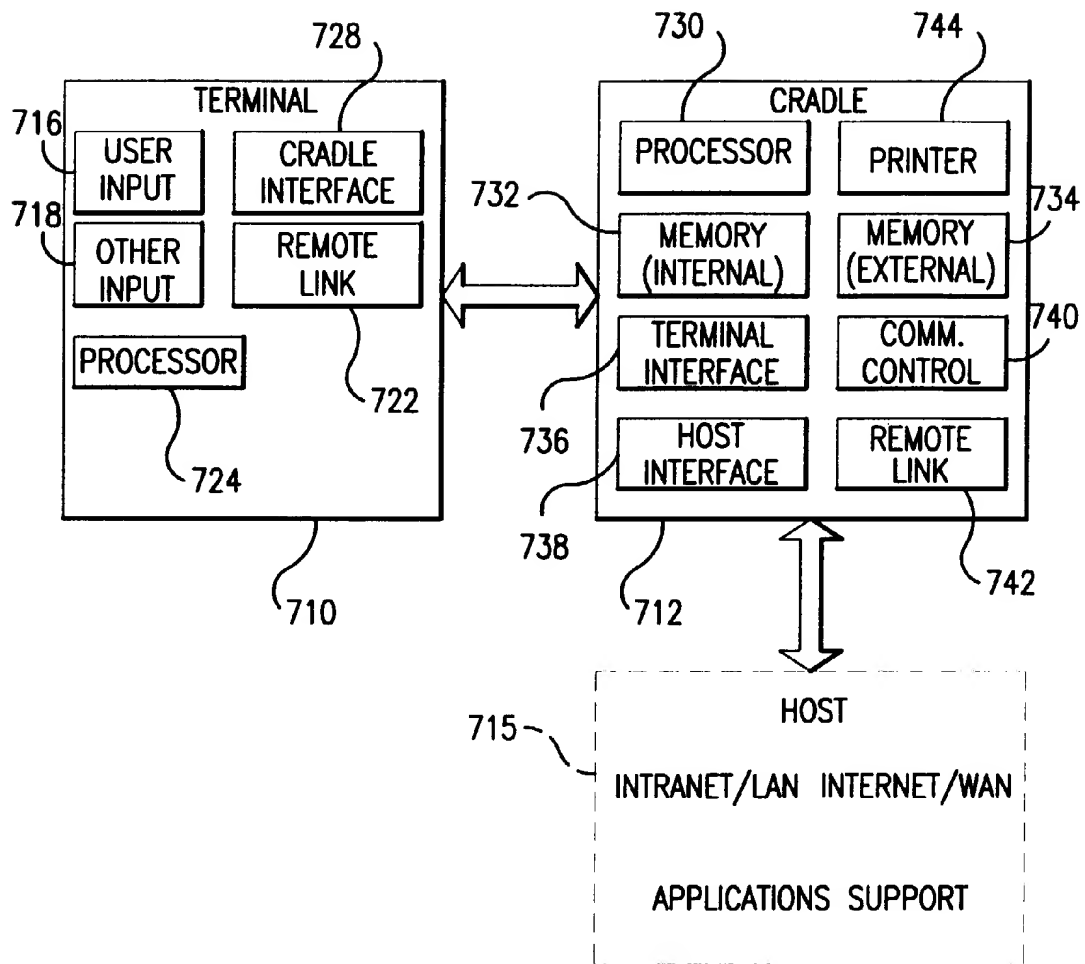 728
730
744
TERMINAL
CRADLE
716
USER
INPUT
CRADLE
INTERFACE
PROCESSOR
PRINTER
718
OTHER
INPUT
REMOTE
LINK
732
MEMORY
(INTERNAL)
MEMORY
(EXTERNAL)
734
PROCESSOR
722
724
TERMINAL
INTERFACE
COMM.
CONTROL
740
736
HOST
INTERFACE
REMOTE
LINK
738
742
710
712
715
HOST
INTRANET/LAN INTERNET/WAN
APPLICATIONS SUPPORT